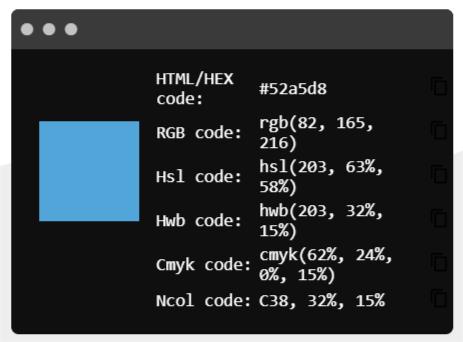 HTML/HEX code: #52a5d8
RGB code: rgb(82, 165, 216)
Hsl code: hsl(203, 63%, 58%)
Hwb code: hwb(203, 32%, 15%)
Cmyk code: cmyk(62%, 24%, 0%, 15%)
Ncol code: C38, 32%, 15%